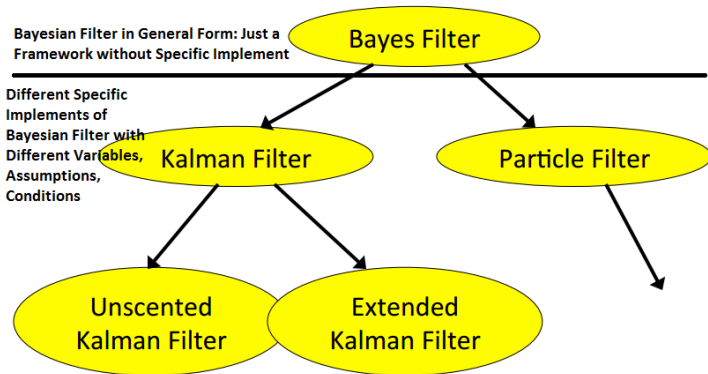 Bayesian Filter in General Form: Just a
Framework without Specific Implement
Bayes Filter
Different Specific
Implements of
Bayesian Filter with
Different Variables,
Assumptions,
Conditions
Kalman Filter
Particle Filter
Unscented
Kalman Filter
Extended
Kalman Filter